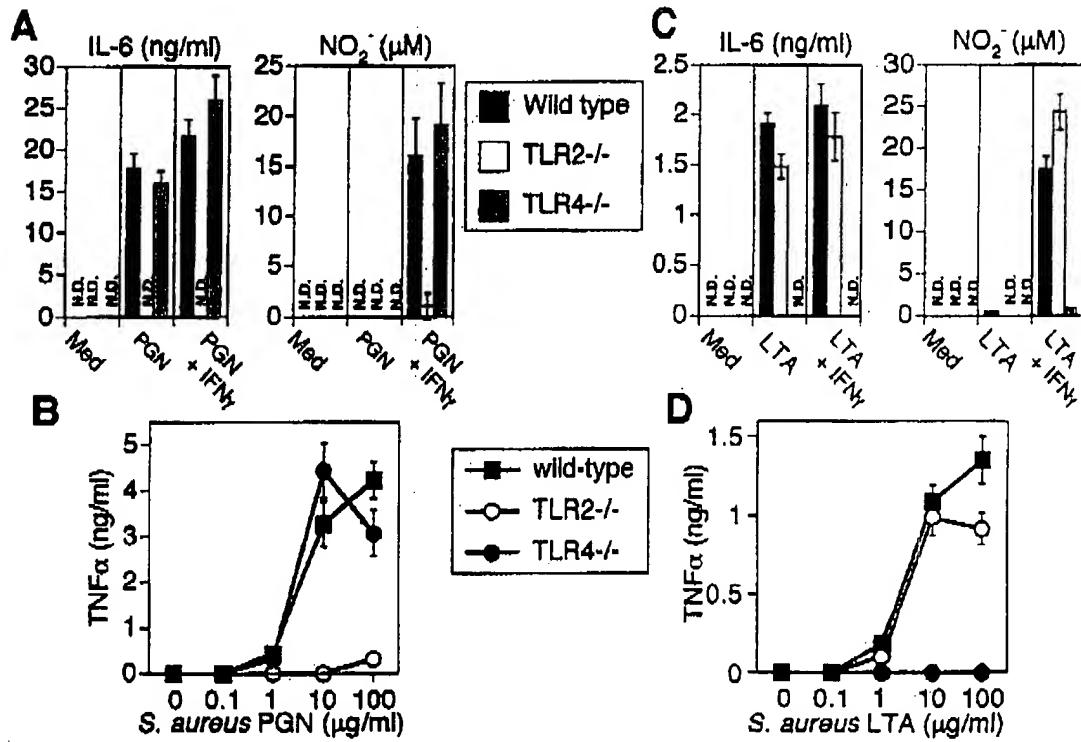 A
IL-6 (ng/ml)
30
25
20
15
10
5
0
N.D. N.D. N.D. N.D. N.D.
Med
PGN
PGN + IFNγ
NO₂⁻ (μM)
25
20
15
10
5
0
N.D. N.D. N.D. N.D. N.D. N.D.
Med
PGN
PGN + IFNγ
Wild type
TLR2-/-
TLR4-/-
C
IL-6 (ng/ml)
2.5
2
1.5
1
0.5
0
N.D. N.D. N.D. N.D. N.D.
Med
LTA
LTA + IFNγ
NO₂⁻ (μM)
30
25
20
15
10
5
0
N.D. N.D. N.D. N.D. N.D.
Med
LTA
LTA + IFNγ
B
TNFα (ng/ml)
5
4
3
2
1
0
0 0.1 1 10 100
S. aureus PGN (μg/ml)
wild-type
TLR2-/-
TLR4-/-
D
TNFα (ng/ml)
1.5
1
0.5
0
0 0.1 1 10 100
S. aureus LTA (μg/ml)